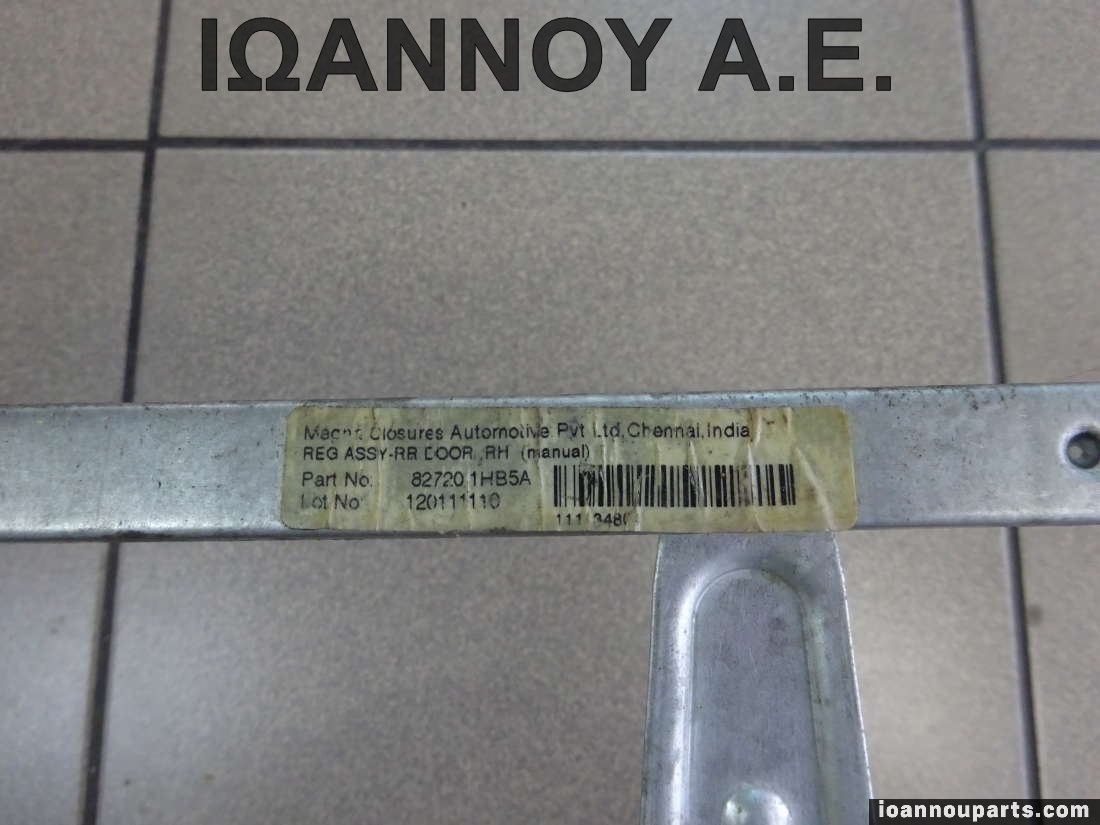 ΙΩΑΝΝΟΥ Α.Ε.
Magna Closures Automotive Pvt Ltd, Chennai, India
REG ASSY-RR DOOR ,RH (manual)
Part No: 82720 1HB5A
Lot No: 120111110
ioannouparts.com